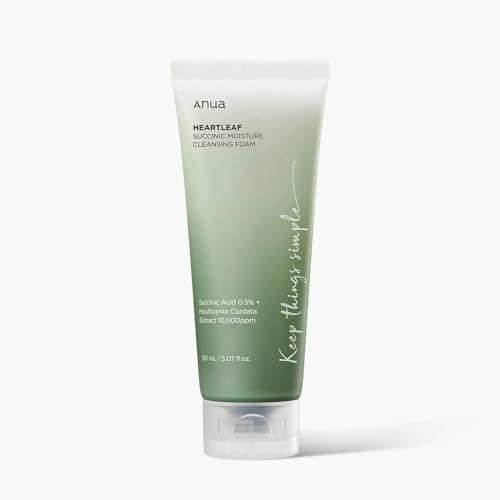 Anua
HEARTLEAF
SUCCINIC MOISTURE
CLEANSING FOAM
Keep things simple
Succinic Acid 0.5% +
Houttuynia Cordata
Extract 10,000ppm
150 mL / 5.07 fl.oz.